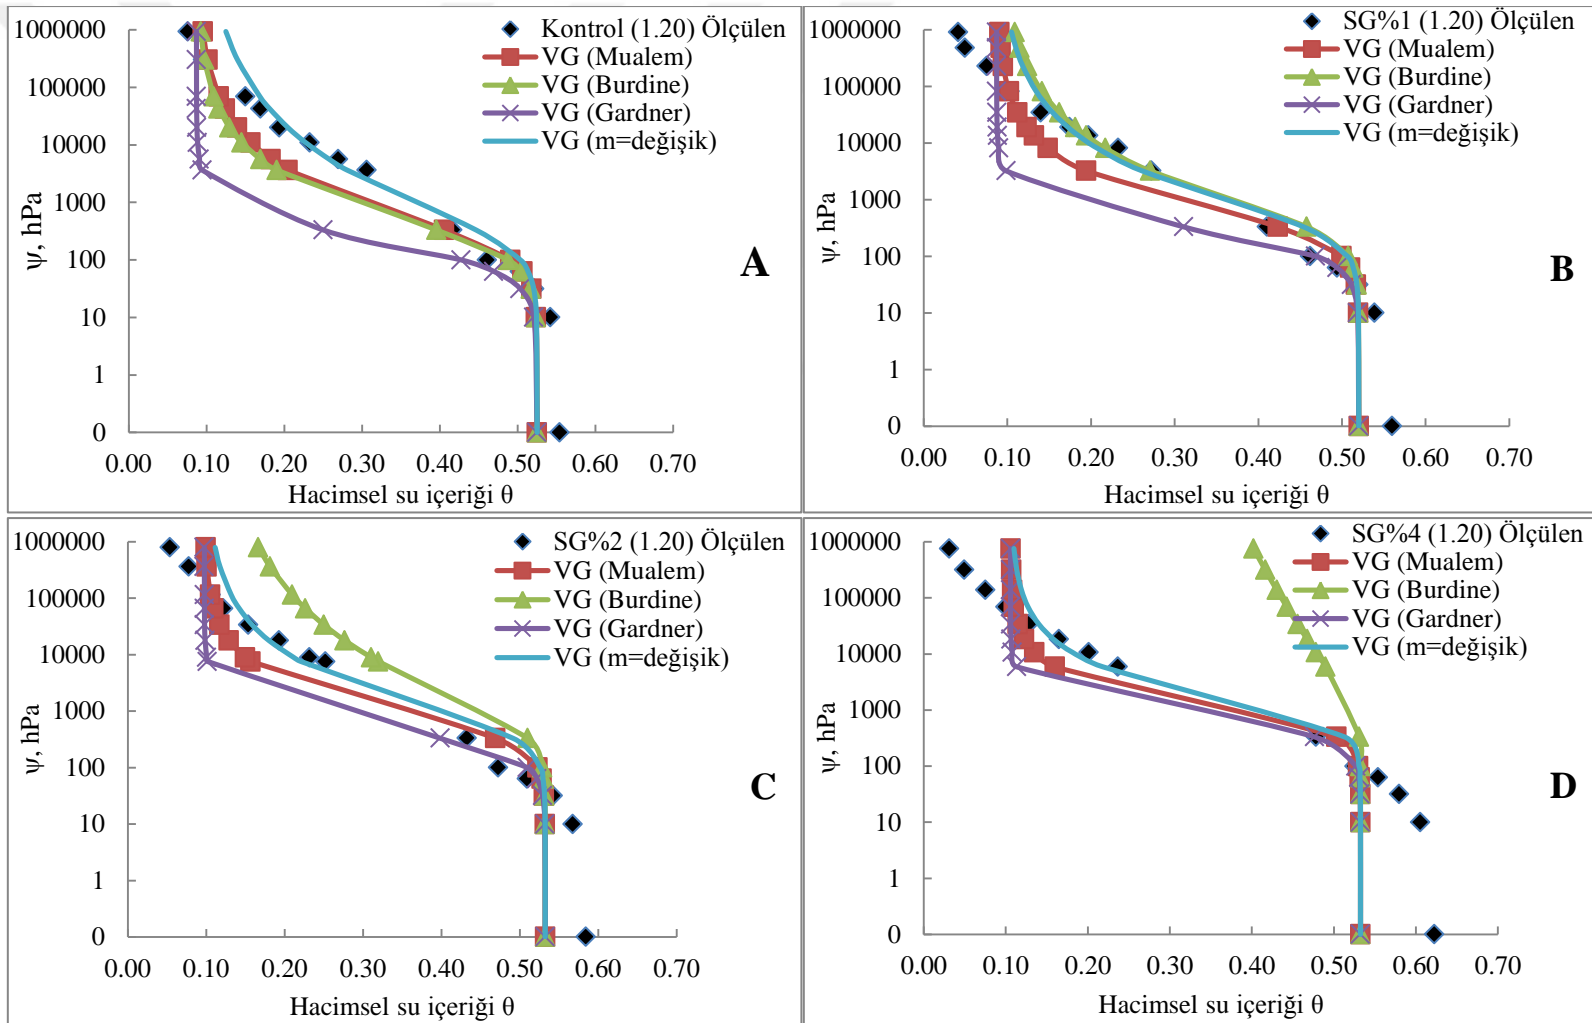 Kontrol (1.20) Ölçülen
VG (Mualem)
VG (Burdine)
VG (Gardner)
VG (m=değişik)
1000000
100000
10000
1000
100
10
1
0
ψ, hPa
A
0.00 0.10 0.20 0.30 0.40 0.50 0.60 0.70
Hacimsel su içeriği θ
SG%1 (1.20) Ölçülen
VG (Mualem)
VG (Burdine)
VG (Gardner)
VG (m=değişik)
1000000
100000
10000
1000
100
10
1
0
ψ, hPa
B
0.00 0.10 0.20 0.30 0.40 0.50 0.60 0.70
Hacimsel su içeriği θ
SG%2 (1.20) Ölçülen
VG (Mualem)
VG (Burdine)
VG (Gardner)
VG (m=değişik)
1000000
100000
10000
1000
100
10
1
0
ψ, hPa
C
0.00 0.10 0.20 0.30 0.40 0.50 0.60 0.70
Hacimsel su içeriği θ
SG%4 (1.20) Ölçülen
VG (Mualem)
VG (Burdine)
VG (Gardner)
VG (m=değişik)
1000000
100000
10000
1000
100
10
1
0
ψ, hPa
D
0.00 0.10 0.20 0.30 0.40 0.50 0.60 0.70
Hacimsel su içeriği θ